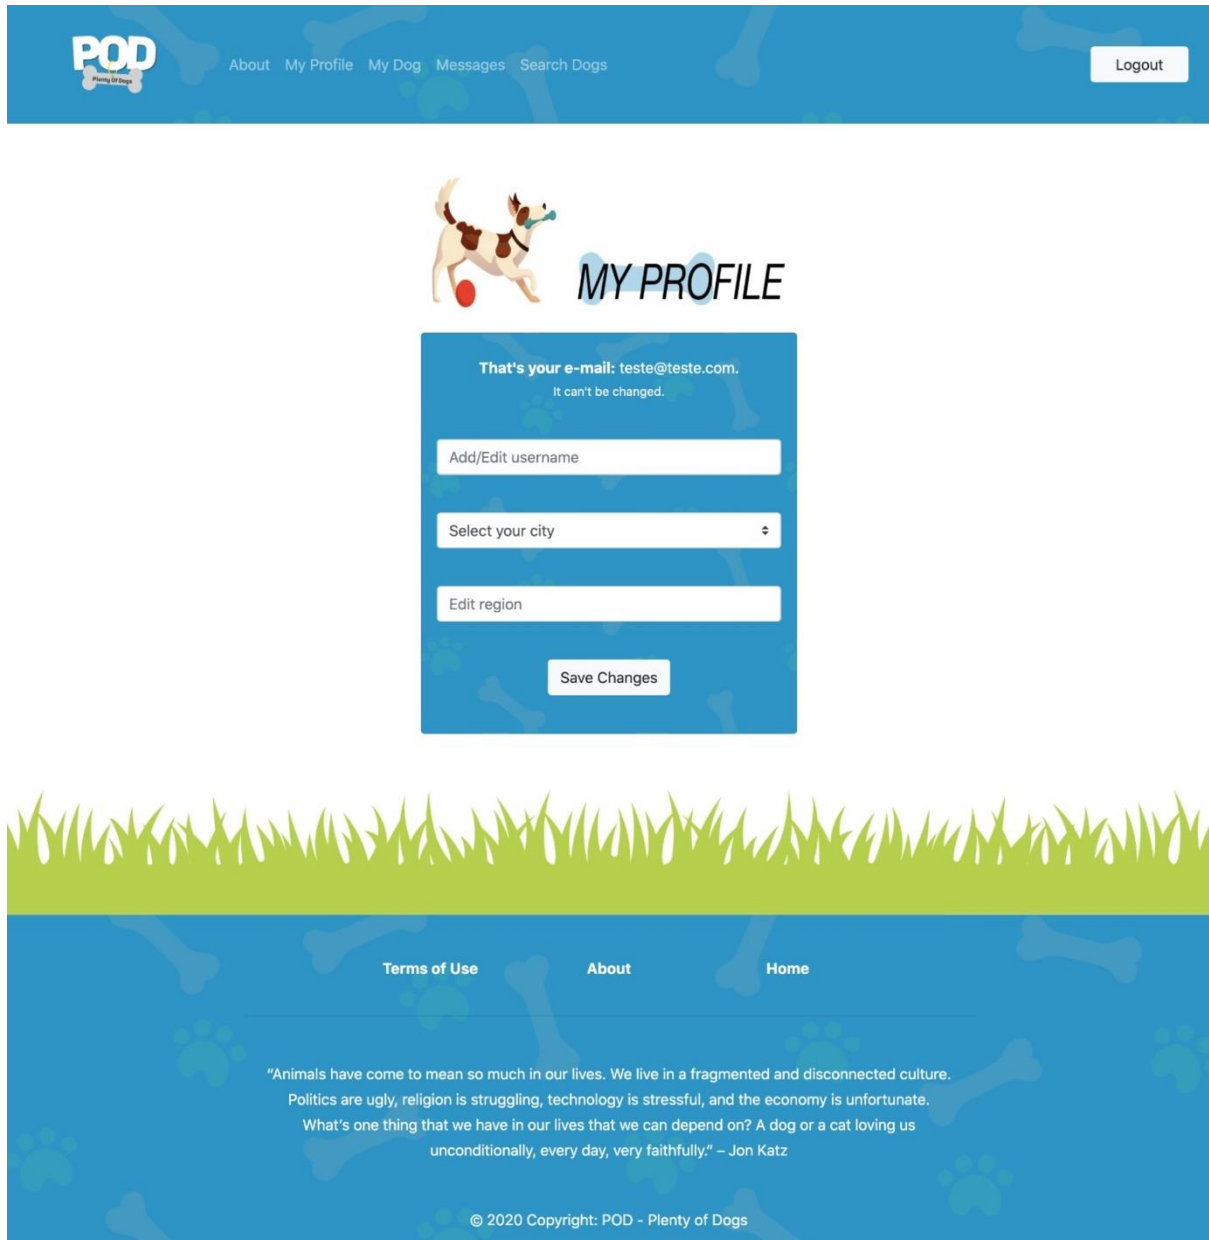 POD
Plenty Of Dogs
About My Profile My Dog Messages Search Dogs
Logout
MY PROFILE
That's your e-mail: teste@teste.com.
It can't be changed.
Add/Edit username
Select your city
Edit region
Save Changes
Terms of Use About Home
“Animals have come to mean so much in our lives. We live in a fragmented and disconnected culture.
Politics are ugly, religion is struggling, technology is stressful, and the economy is unfortunate.
What’s one thing that we have in our lives that we can depend on? A dog or a cat loving us
unconditionally, every day, very faithfully.” – Jon Katz
© 2020 Copyright: POD - Plenty of Dogs